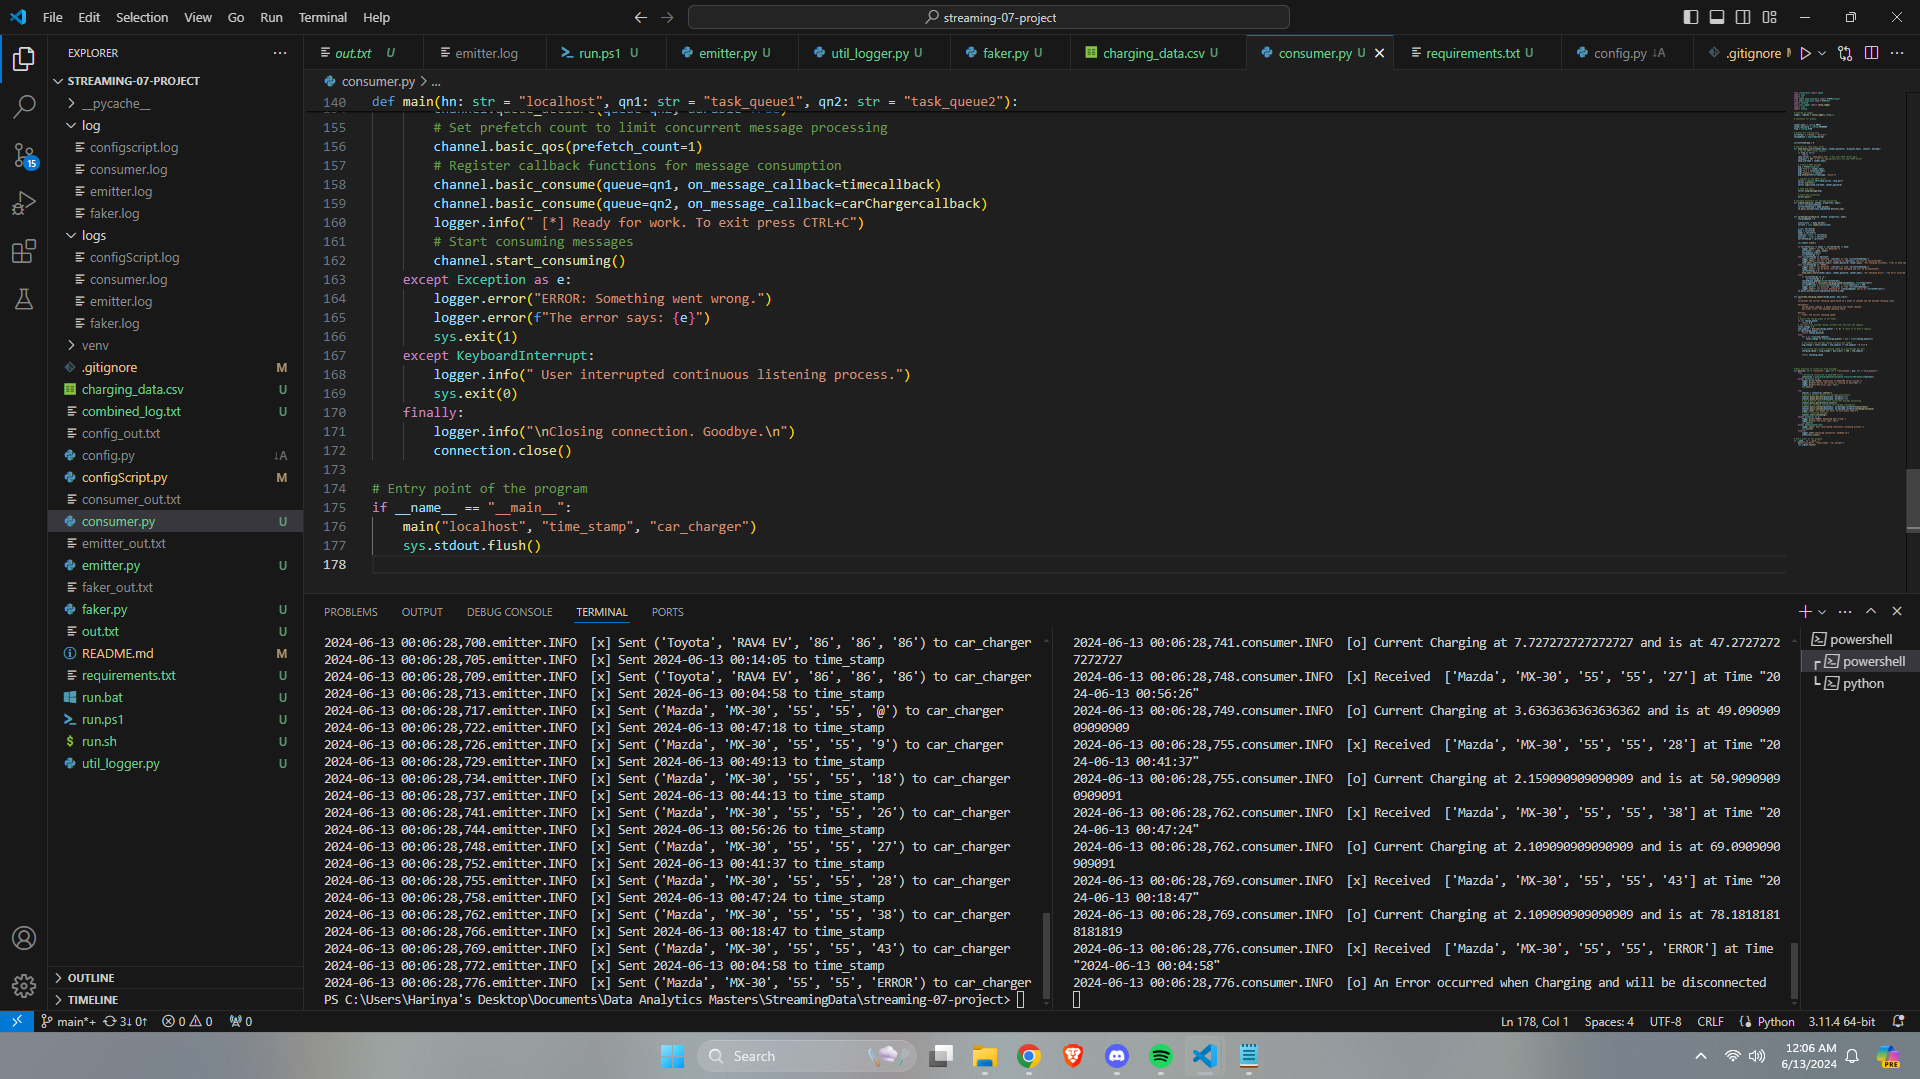 File Edit Selection View Go Run Terminal Help
streaming-07-project
EXPLORER
out.txt U
emitter.log
run.ps1 U
emitter.py U
util_logger.py U
faker.py U
charging_data.csv U
consumer.py U
requirements.txt U
config.py ↓A
.gitignore
STREAMING-07-PROJECT
__pycache__
log
configscript.log
consumer.log
emitter.log
faker.log
logs
configScript.log
consumer.log
emitter.log
faker.log
venv
.gitignore M
charging_data.csv U
combined_log.txt U
config_out.txt
config.py ↓A
configScript.py M
consumer_out.txt
consumer.py U
emitter_out.txt
emitter.py U
faker_out.txt
faker.py U
out.txt U
README.md M
requirements.txt U
run.bat U
run.ps1 U
run.sh U
util_logger.py U
OUTLINE
TIMELINE
15
consumer.py > ...
140 def main(hn: str = "localhost", qn1: str = "task_queue1", qn2: str = "task_queue2"):
155 # Set prefetch count to limit concurrent message processing
156 channel.basic_qos(prefetch_count=1)
157 # Register callback functions for message consumption
158 channel.basic_consume(queue=qn1, on_message_callback=timecallback)
159 channel.basic_consume(queue=qn2, on_message_callback=carChargercallback)
160 logger.info(" [*] Ready for work. To exit press CTRL+C")
161 # Start consuming messages
162 channel.start_consuming()
163 except Exception as e:
164 logger.error("ERROR: Something went wrong.")
165 logger.error(f"The error says: {e}")
166 sys.exit(1)
167 except KeyboardInterrupt:
168 logger.info(" User interrupted continuous listening process.")
169 sys.exit(0)
170 finally:
171 logger.info("\nClosing connection. Goodbye.\n")
172 connection.close()
173
174 # Entry point of the program
175 if __name__ == "__main__":
176 main("localhost", "time_stamp", "car_charger")
177 sys.stdout.flush()
178
PROBLEMS OUTPUT DEBUG CONSOLE TERMINAL PORTS
2024-06-13 00:06:28,700.emitter.INFO [x] Sent ('Toyota', 'RAV4 EV', '86', '86', '86') to car_charger
2024-06-13 00:06:28,705.emitter.INFO [x] Sent 2024-06-13 00:14:05 to time_stamp
2024-06-13 00:06:28,709.emitter.INFO [x] Sent ('Toyota', 'RAV4 EV', '86', '86', '86') to car_charger
2024-06-13 00:06:28,713.emitter.INFO [x] Sent 2024-06-13 00:04:58 to time_stamp
2024-06-13 00:06:28,717.emitter.INFO [x] Sent ('Mazda', 'MX-30', '55', '55', '@') to car_charger
2024-06-13 00:06:28,722.emitter.INFO [x] Sent 2024-06-13 00:47:18 to time_stamp
2024-06-13 00:06:28,726.emitter.INFO [x] Sent ('Mazda', 'MX-30', '55', '55', '9') to car_charger
2024-06-13 00:06:28,729.emitter.INFO [x] Sent 2024-06-13 00:49:13 to time_stamp
2024-06-13 00:06:28,734.emitter.INFO [x] Sent ('Mazda', 'MX-30', '55', '55', '18') to car_charger
2024-06-13 00:06:28,737.emitter.INFO [x] Sent 2024-06-13 00:44:13 to time_stamp
2024-06-13 00:06:28,741.emitter.INFO [x] Sent ('Mazda', 'MX-30', '55', '55', '26') to car_charger
2024-06-13 00:06:28,744.emitter.INFO [x] Sent 2024-06-13 00:56:26 to time_stamp
2024-06-13 00:06:28,748.emitter.INFO [x] Sent ('Mazda', 'MX-30', '55', '55', '27') to car_charger
2024-06-13 00:06:28,752.emitter.INFO [x] Sent 2024-06-13 00:41:37 to time_stamp
2024-06-13 00:06:28,755.emitter.INFO [x] Sent ('Mazda', 'MX-30', '55', '55', '28') to car_charger
2024-06-13 00:06:28,758.emitter.INFO [x] Sent 2024-06-13 00:47:24 to time_stamp
2024-06-13 00:06:28,762.emitter.INFO [x] Sent ('Mazda', 'MX-30', '55', '55', '38') to car_charger
2024-06-13 00:06:28,766.emitter.INFO [x] Sent 2024-06-13 00:18:47 to time_stamp
2024-06-13 00:06:28,769.emitter.INFO [x] Sent ('Mazda', 'MX-30', '55', '55', '43') to car_charger
2024-06-13 00:06:28,772.emitter.INFO [x] Sent 2024-06-13 00:04:58 to time_stamp
2024-06-13 00:06:28,776.emitter.INFO [x] Sent ('Mazda', 'MX-30', '55', '55', 'ERROR') to car_charger
PS C:\Users\Harinya's Desktop\Documents\Data Analytics Masters\StreamingData\streaming-07-project>
2024-06-13 00:06:28,741.consumer.INFO [o] Current Charging at 7.727272727272727 and is at 47.2727272
7272727
2024-06-13 00:06:28,748.consumer.INFO [x] Received ['Mazda', 'MX-30', '55', '55', '27'] at Time "202
4-06-13 00:56:26"
2024-06-13 00:06:28,749.consumer.INFO [o] Current Charging at 3.6363636363636362 and is at 49.090909
09090909
2024-06-13 00:06:28,755.consumer.INFO [x] Received ['Mazda', 'MX-30', '55', '55', '28'] at Time "20
24-06-13 00:41:37"
2024-06-13 00:06:28,755.consumer.INFO [o] Current Charging at 2.159090909090909 and is at 50.9090909
0909091
2024-06-13 00:06:28,762.consumer.INFO [x] Received ['Mazda', 'MX-30', '55', '55', '38'] at Time "20
24-06-13 00:47:24"
2024-06-13 00:06:28,762.consumer.INFO [o] Current Charging at 2.109090909090909 and is at 69.0909090
909091
2024-06-13 00:06:28,769.consumer.INFO [x] Received ['Mazda', 'MX-30', '55', '55', '43'] at Time "20
24-06-13 00:18:47"
2024-06-13 00:06:28,769.consumer.INFO [o] Current Charging at 2.109090909090909 and is at 78.1818181
8181819
2024-06-13 00:06:28,776.consumer.INFO [x] Received ['Mazda', 'MX-30', '55', '55', 'ERROR'] at Time
"2024-06-13 00:04:58"
2024-06-13 00:06:28,776.consumer.INFO [o] An Error occurred when Charging and will be disconnected
powershell
powershell
python
main*+ 3↓ 0↑ 0 0 0
Ln 178, Col 1 Spaces: 4 UTF-8 CRLF Python 3.11.4 64-bit
Search
12:06 AM
6/13/2024
PRE